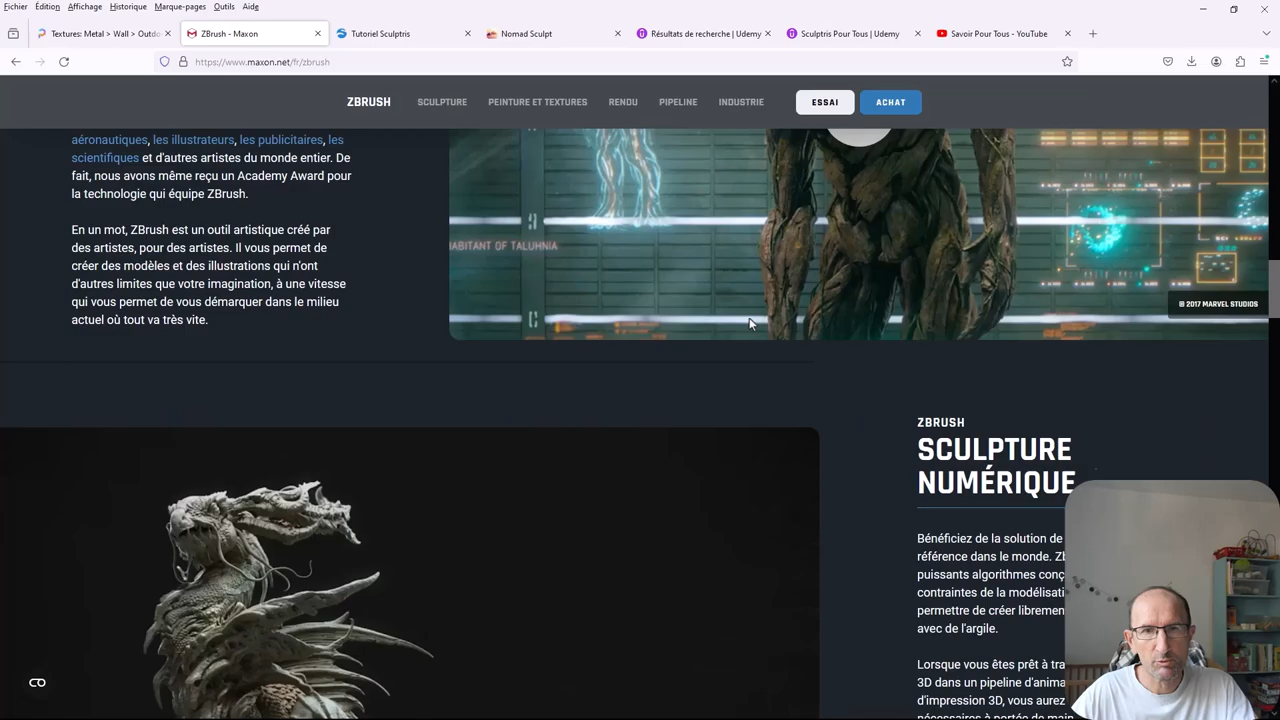 Fichier Édition Affichage Historique Marque-pages Outils Aide
Textures: Metal > Wall > Outdo
ZBrush - Maxon
Tutoriel Sculptris
Nomad Sculpt
Résultats de recherche | Udemy
Sculptris Pour Tous | Udemy
Savoir Pour Tous - YouTube
https://www.maxon.net/fr/zbrush
ZBRUSH SCULPTURE PEINTURE ET TEXTURES RENDU PIPELINE INDUSTRIE ESSAI ACHAT
aéronautiques, les illustrateurs, les publicitaires, les
scientifiques et d'autres artistes du monde entier. De
fait, nous avons même reçu un Academy Award pour
la technologie qui équipe ZBrush.
En un mot, ZBrush est un outil artistique créé par
des artistes, pour des artistes. Il vous permet de
créer des modèles et des illustrations qui n'ont
d'autres limites que votre imagination, à une vitesse
qui vous permet de vous démarquer dans le milieu
actuel où tout va très vite.
HABITANT OF TALUHNIA
© 2017 MARVEL STUDIOS
ZBRUSH
SCULPTURE
NUMÉRIQUE
Bénéficiez de la solution de
référence dans le monde.
puissants algorithmes
contraintes de la
permettre de créer
avec de l'argile.
Lorsque vous êtes prêt à
3D dans un pipeline
d'impression 3D, vous
nécessaires à portée de main